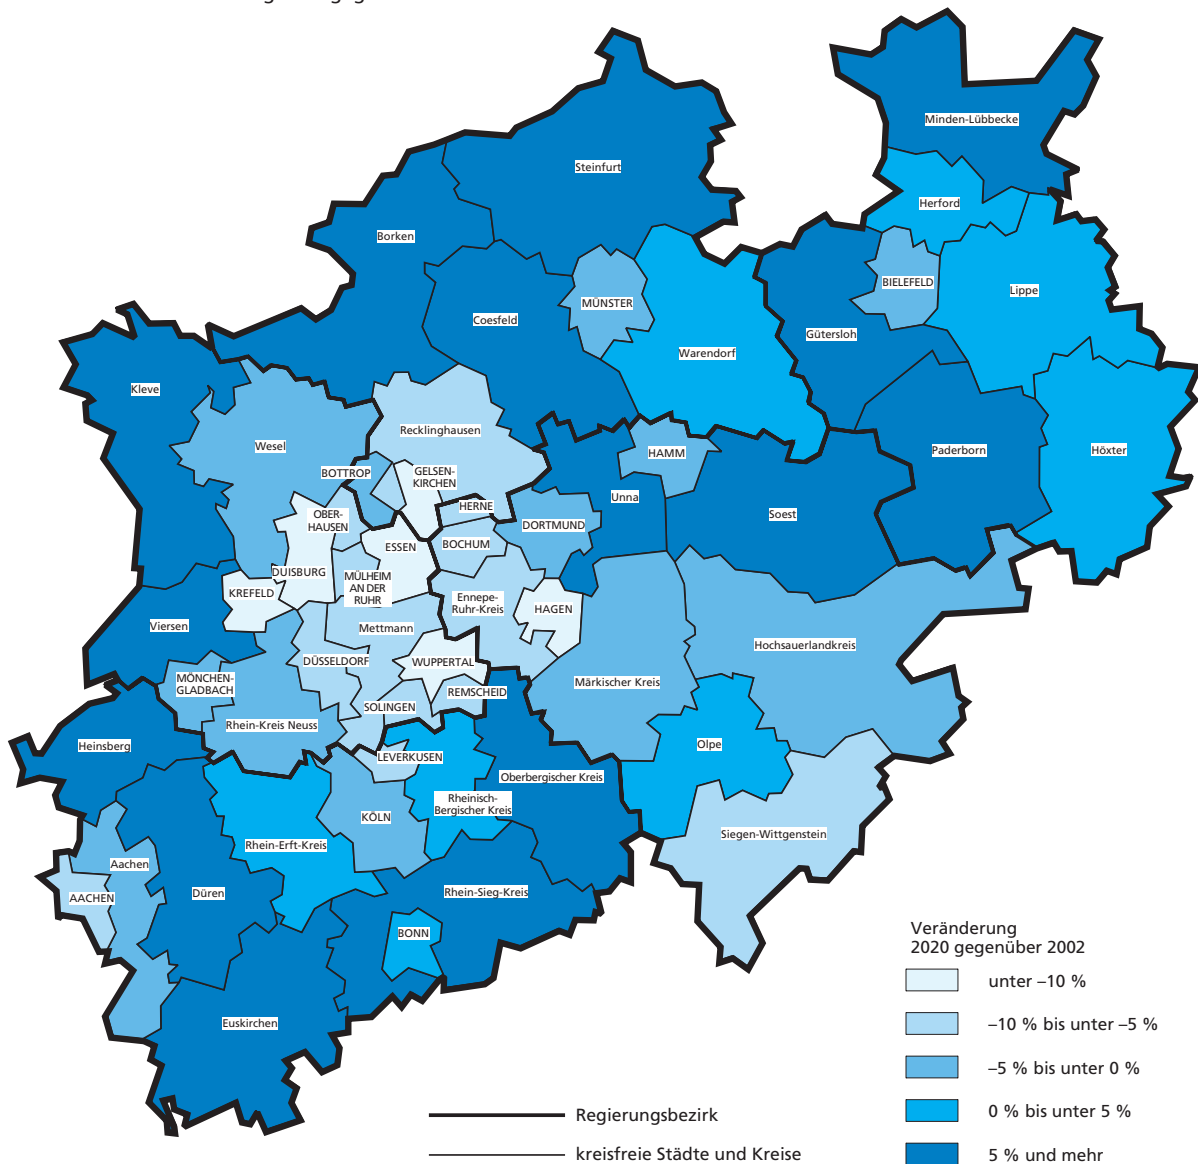 Minden-Lübbecke
Steinfurt
Herford
Borken
BIELEFELD
Lippe
MÜNSTER
Coesfeld
Gütersloh
Warendorf
Kleve
Recklinghausen
Wesel
Paderborn
Höxter
HAMM
BOTTROP
GELSEN-
KIRCHEN
Unna
HERNE
Soest
OBER-
HAUSEN
DORTMUND
ESSEN
BOCHUM
DUISBURG
MÜLHEIM
AN DER
RUHR
KREFELD
Ennepe-
Ruhr-Kreis
HAGEN
Viersen
Mettmann
Hochsauerlandkreis
DÜSSELDORF
WUPPERTAL
MÖNCHEN-
GLADBACH
Märkischer Kreis
REMSCHEID
SOLINGEN
Rhein-Kreis Neuss
Heinsberg
Olpe
LEVERKUSEN
Oberbergischer Kreis
Rheinisch-
Bergischer Kreis
KÖLN
Siegen-Wittgenstein
Rhein-Erft-Kreis
Aachen
Düren
Rhein-Sieg-Kreis
AACHEN
BONN
Euskirchen
Veränderung
2020 gegenüber 2002
unter –10 %
–10 % bis unter –5 %
–5 % bis unter 0 %
0 % bis unter 5 %
5 % und mehr
Regierungsbezirk
kreisfreie Städte und Kreise